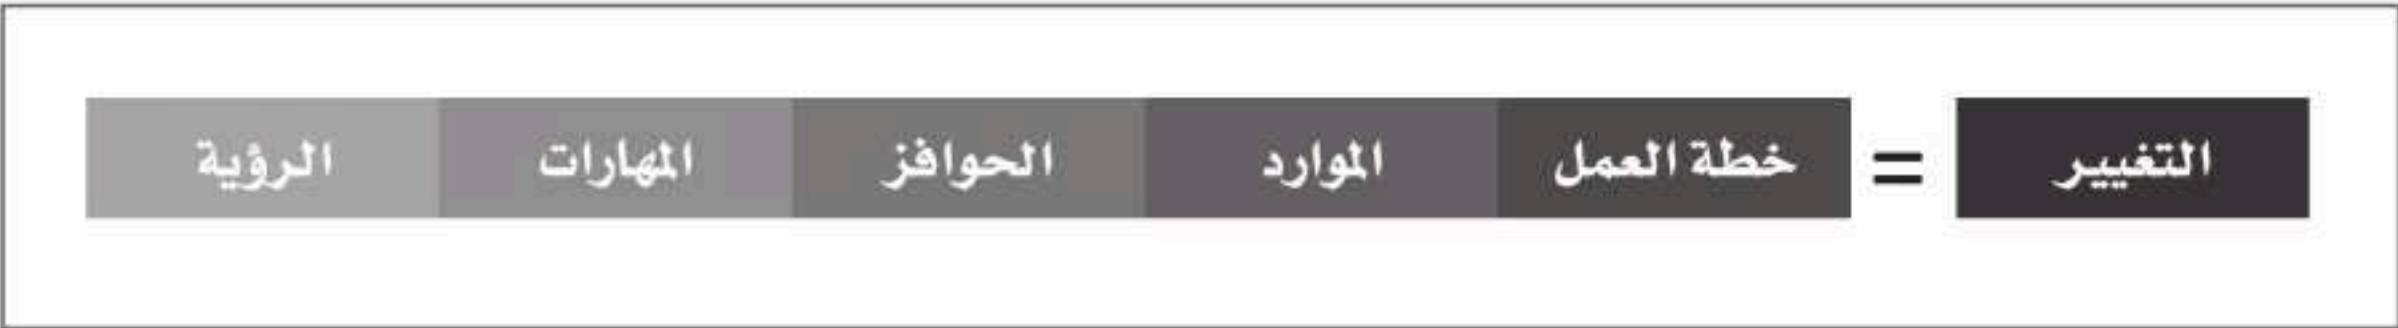 الرؤية المهارات الحوافز الموارد خطة العمل = التغيير